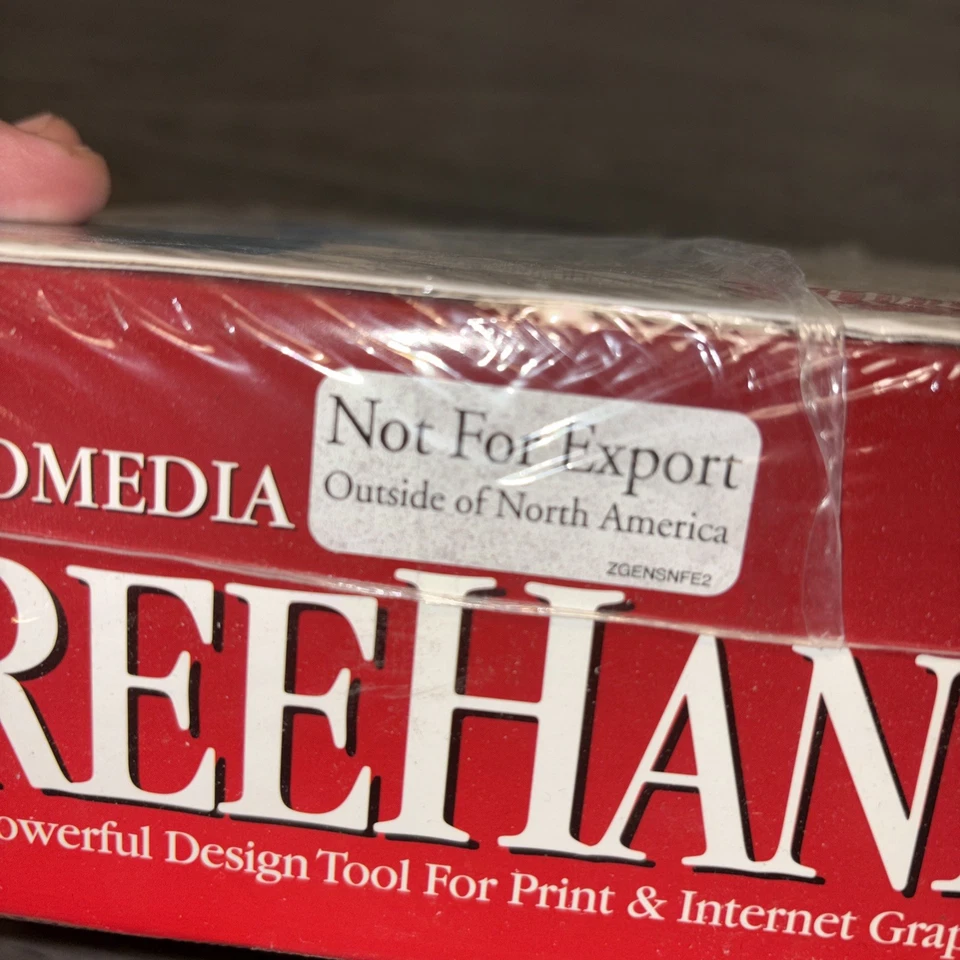 OMEDIA
Not For Export
Outside of North America
ZGENSNFE2
REEHAN
owerful Design Tool For Print & Internet Grap